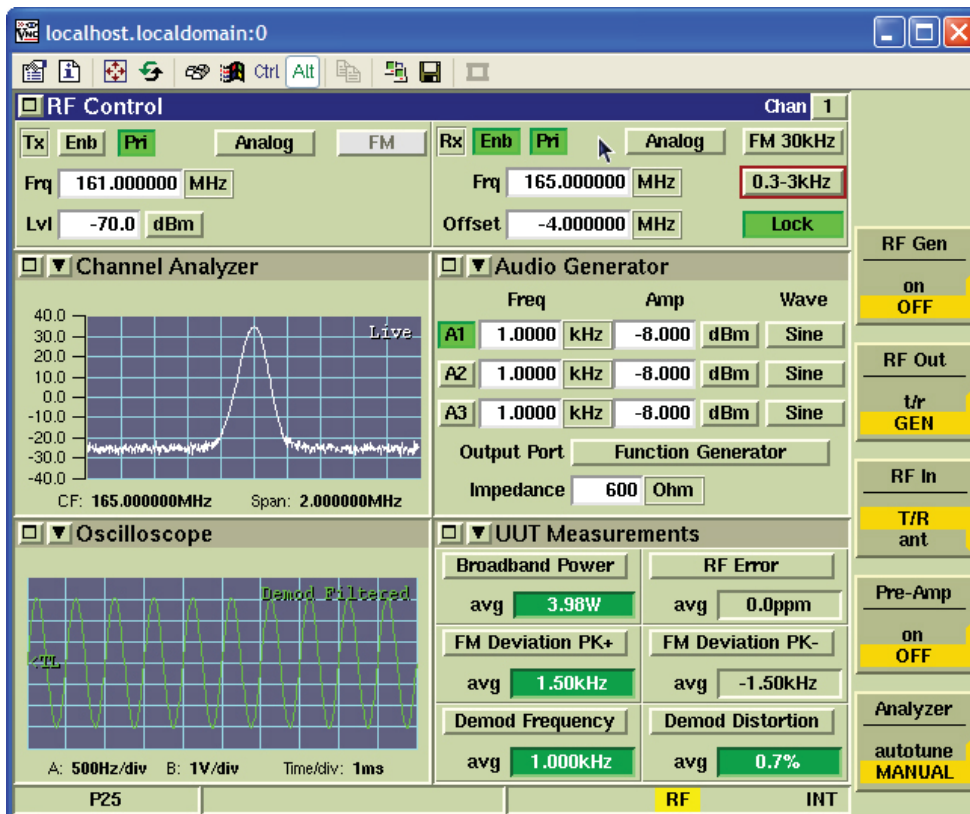 localhost.localdomain:0
Ctrl Alt
RF Control Chan 1
Tx Enb Pri Analog FM
Frq 161.000000 MHz
Lvl -70.0 dBm
Rx Enb Pri Analog FM 30kHz
Frq 165.000000 MHz 0.3-3kHz
Offset -4.000000 MHz Lock
Channel Analyzer
40.0
30.0
20.0
10.0
0.0
-10.0
-20.0
-30.0
-40.0
Live
CF: 165.000000MHz Span: 2.000000MHz
Audio Generator
Freq Amp Wave
A1 1.0000 kHz -8.000 dBm Sine
A2 1.0000 kHz -8.000 dBm Sine
A3 1.0000 kHz -8.000 dBm Sine
Output Port Function Generator
Impedance 600 Ohm
Oscilloscope
Demod Filtered
<TL
A: 500Hz/div B: 1V/div Time/div: 1ms
UUT Measurements
Broadband Power RF Error
avg 3.98W avg 0.0ppm
FM Deviation PK+ FM Deviation PK-
avg 1.50kHz avg -1.50kHz
Demod Frequency Demod Distortion
avg 1.000kHz avg 0.7%
RF Gen
on
OFF
RF Out
t/r
GEN
RF In
T/R
ant
Pre-Amp
on
OFF
Analyzer
autotune
MANUAL
P25 RF INT